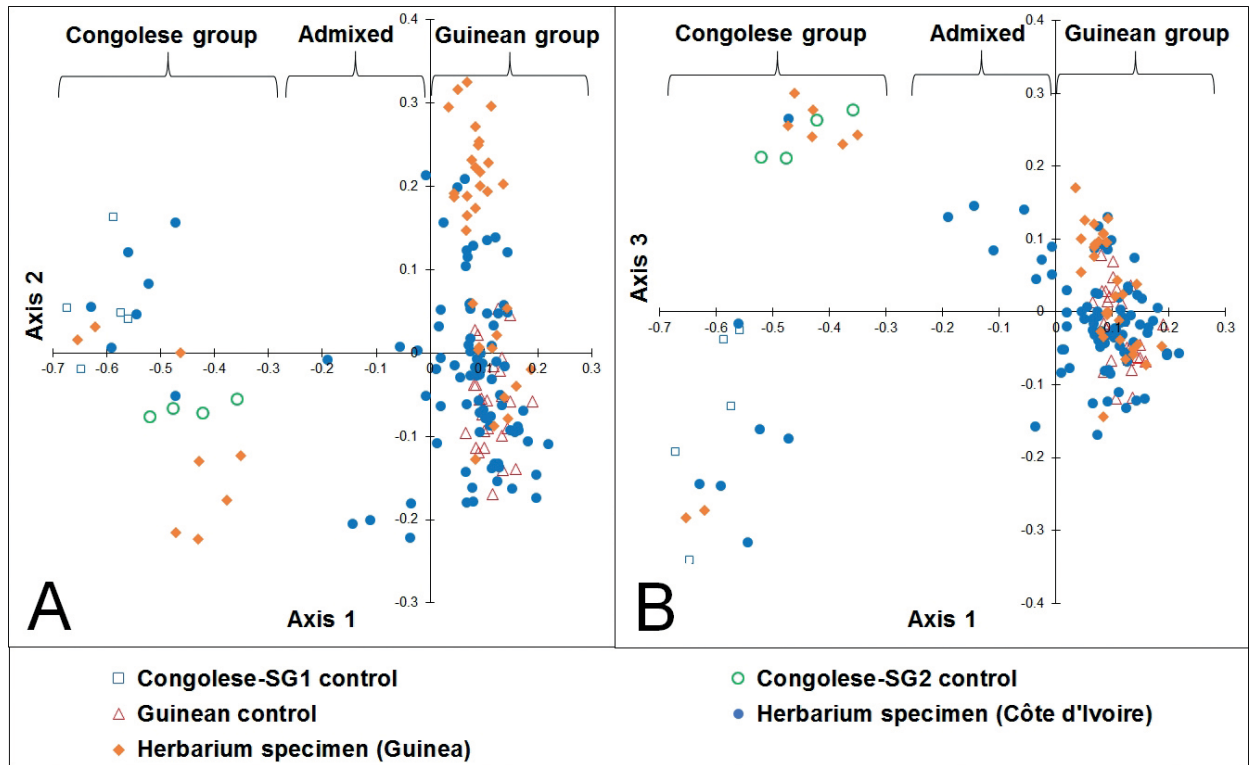 Congolese group Admixed Guinean group
0.4
0.3
0.2
0.1
0
-0.1
-0.2
-0.3
-0.7 -0.6 -0.5 -0.4 -0.3 -0.2 -0.1 0 0.1 0.2 0.3
Axis 2
Axis 1
A
Congolese group Admixed Guinean group
0.4
0.3
0.2
0.1
0
-0.1
-0.2
-0.3
-0.4
-0.7 -0.6 -0.5 -0.4 -0.3 -0.2 -0.1 0 0.1 0.2 0.3
Axis 3
Axis 1
B
Congolese-SG1 control
Congolese-SG2 control
Guinean control
Herbarium specimen (Côte d'Ivoire)
Herbarium specimen (Guinea)